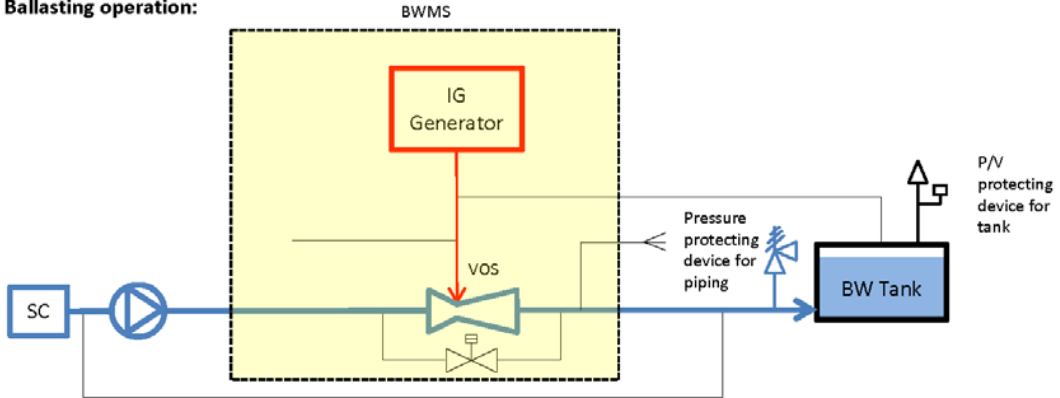 Ballasting operation:
BWMS
IG
Generator
P/V
protecting
device for
tank
Pressure
protecting
device for
piping
VOS
SC
BW Tank